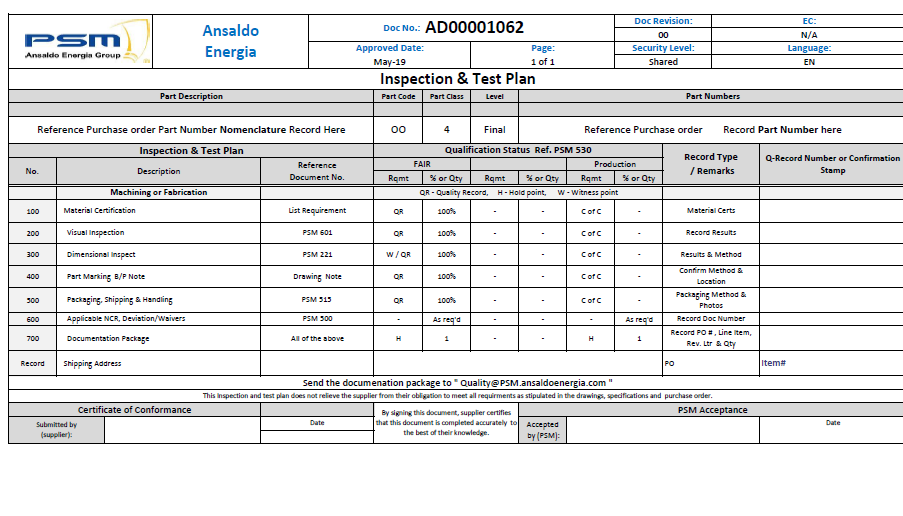 PSM
Ansaldo Energia Group
Ansaldo
Energia
Doc No.: AD00001062
Doc Revision:
00
EC:
N/A
Approved Date:
May-19
Page:
1 of 1
Security Level:
Shared
Language:
EN
Inspection & Test Plan
Part Description Part Code Part Class Level Part Numbers
Reference Purchase order Part Number Nomenclature Record Here OO 4 Final Reference Purchase order Record Part Number here
Inspection & Test Plan Qualification Status Ref. PSM 530 Record Type / Remarks Q-Record Number or Confirmation Stamp
No. Description Reference Document No. FAIR Production
Rqmt % or Qty Rqmt % or Qty Rqmt % or Qty
Machining or Fabrication QR - Quality Record, H - Hold point, W - Witness point
100 Material Certification List Requirement QR 100% - - C of C - Material Certs
200 Visual Inspection PSM 601 QR 100% - - C of C - Record Results
300 Dimensional Inspect PSM 221 W / QR 100% - - C of C - Results & Method
400 Part Marking B/P Note Drawing Note QR 100% - - C of C - Confirm Method & Location
500 Packaging, Shipping & Handling PSM 515 QR 100% - - C of C - Packaging Method & Photos
600 Applicable NCR, Deviation/Waivers PSM 500 - As req'd - - - As req'd Record Doc Number
700 Documentation Package All of the above H 1 - - H 1 Record PO # , Line Item, Rev. Ltr & Qty
Record Shipping Address PO Item#
Send the documenation package to " Quality@PSM.ansaldoenergia.com "
This Inspection and test plan does not relieve the supplier from their obligation to meet all requirments as stipulated in the drawings, specifications and purchase order.
Certificate of Conformance
By signing this document, supplier certifies
that this document is completed accurately to
the best of their knowledge.
PSM Acceptance
Submitted by
(supplier):
Date
Accepted
by (PSM):
Date